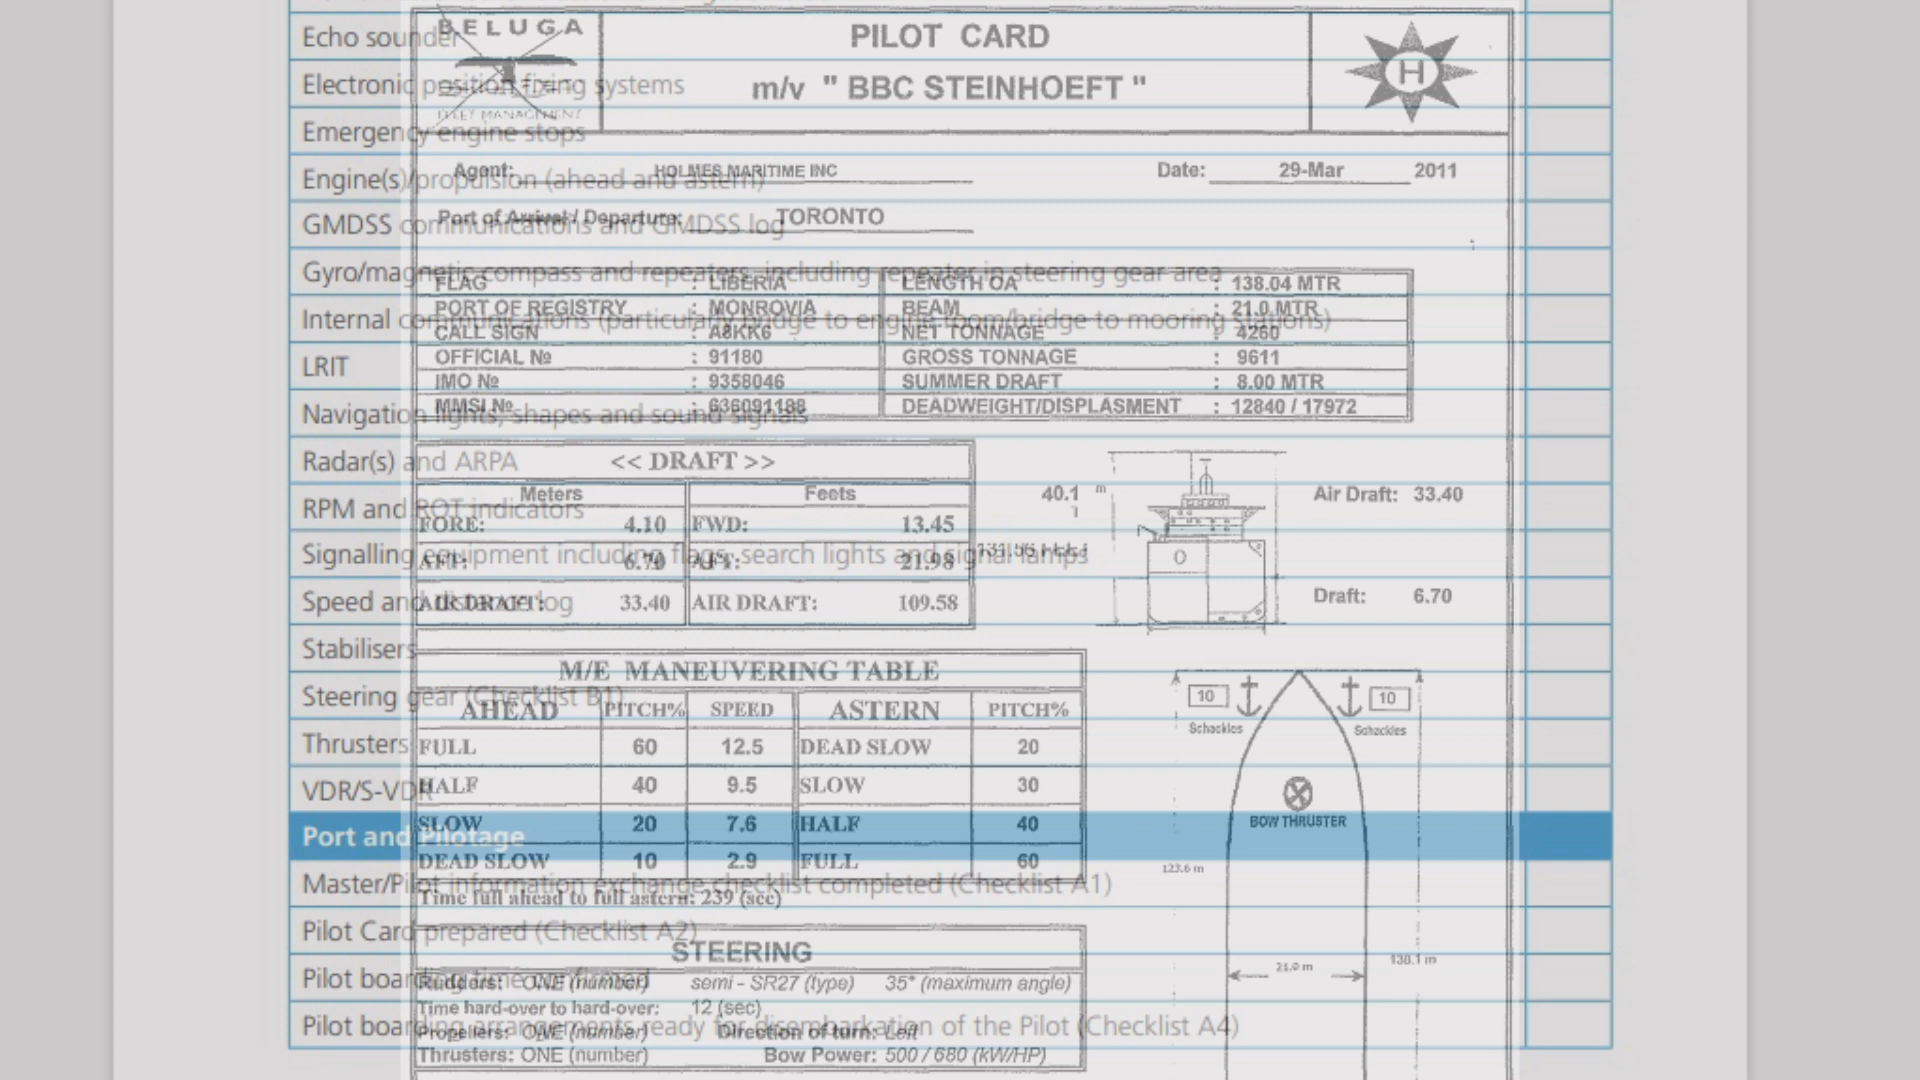 Echo sounder
Electronic position fixing systems
Emergency engine stops
Engine(s)/propulsion (ahead and astern)
GMDSS communications and GMDSS log
Gyro/magnetic compass and repeaters, including repeater in steering gear area
Internal communications (particularly bridge to engine room/bridge to mooring stations)
LRIT
Navigation lights, shapes and sound signals
Radar(s) and ARPA
RPM and ROT indicators
Signalling equipment including flags, search lights and signal lamps
Speed and distance log
Stabilisers
Steering gear (Checklist B1)
Thrusters
VDR/S-VDR
Port and Pilotage
Master/Pilot information exchange checklist completed (Checklist A1)
Pilot Card prepared (Checklist A2)
Pilot boarding time confirmed
Pilot boarding arrangements ready for disembarkation of the Pilot (Checklist A4)
BELUGA
FLEET MANAGEMENT
PILOT CARD
m/v " BBC STEINHOEFT "
H
Agent: HOLMES MARITIME INC Date: 29-Mar 2011
Port of Arrival / Departure: TORONTO
FLAG : LIBERIA LENGTH OA : 138.04 MTR
PORT OF REGISTRY : MONROVIA BEAM : 21.0 MTR
CALL SIGN : A8KK6 NET TONNAGE : 4260
OFFICIAL № : 91180 GROSS TONNAGE : 9611
IMO № : 9358046 SUMMER DRAFT : 8.00 MTR
MMSI № : 636091188 DEADWEIGHT/DISPLASMENT : 12840 / 17972
<< DRAFT >>
Meters Feets
FORE: 4.10 FWD: 13.45
AFT: 6.70 AFT: 21.98
AIR DRAFT: 33.40 AIR DRAFT: 109.58
40.1 m
Air Draft: 33.40
131.56 Feet
Draft: 6.70
M/E MANEUVERING TABLE
AHEAD PITCH% SPEED ASTERN PITCH%
FULL 60 12.5 DEAD SLOW 20
HALF 40 9.5 SLOW 30
SLOW 20 7.6 HALF 40
DEAD SLOW 10 2.9 FULL 60
Time full ahead to full astern: 239 (sec)
10 10
Schackles Schackles
BOW THRUSTER
123.6 m
21.0 m
138.1 m
STEERING
Rudders: ONE (number) semi - SR27 (type) 35° (maximum angle)
Time hard-over to hard-over: 12 (sec)
Propellers: ONE (number) Direction of turn: Left
Thrusters: ONE (number) Bow Power: 500 / 680 (kW/HP)